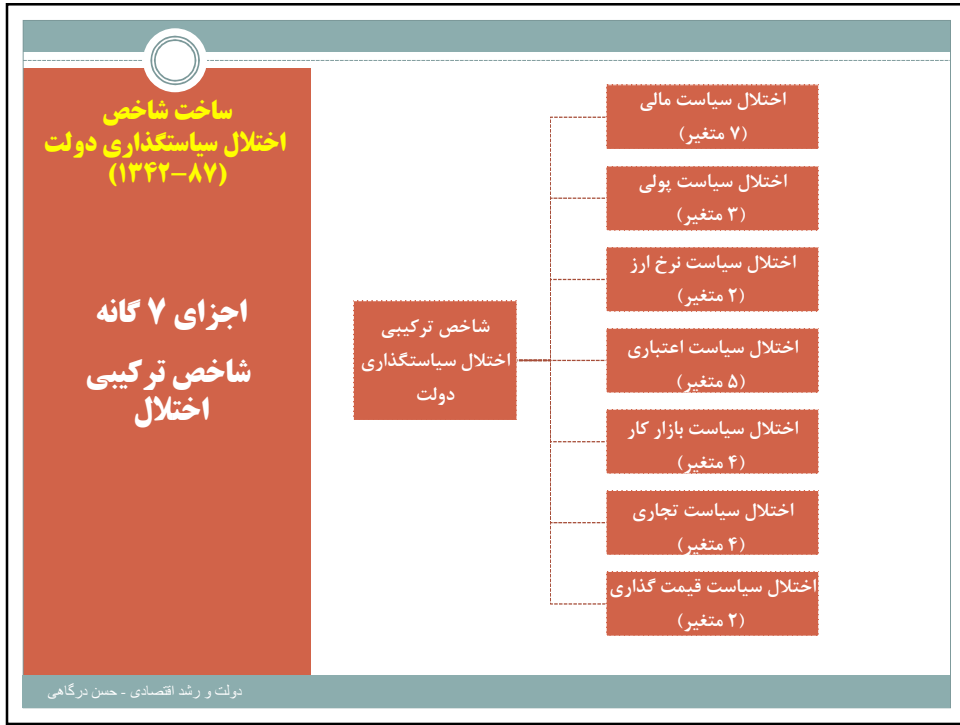 ساخت شاخص
اختلال سیاستگذاری دولت
(۱۳۴۲-۸۷)
اجزای ۷ گانه
شاخص ترکیبی
اختلال
شاخص ترکیبی
اختلال سیاستگذاری
دولت
اختلال سیاست مالی
(۷ متغیر)
اختلال سیاست پولی
(۳ متغیر)
اختلال سیاست نرخ ارز
(۲ متغیر)
اختلال سیاست اعتباری
(۵ متغیر)
اختلال سیاست بازار کار
(۴ متغیر)
اختلال سیاست تجاری
(۴ متغیر)
اختلال سیاست قیمت گذاری
(۲ متغیر)
دولت و رشد اقتصادی - حسن درگاهی